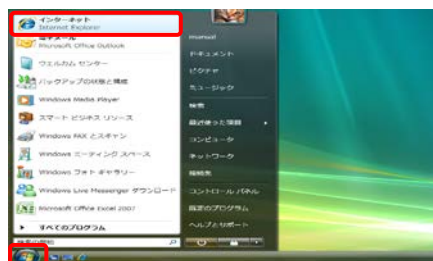 インターネット
Internet Explorer
電子メール
Microsoft Office Outlook
ウェルカム センター
バックアップの状態と構成
Windows Media Player
スマート ビジネス リソース
Windows FAX とスキャン
Windows ミーティング スペース
Windows フォト ギャラリー
Windows Live Messenger ダウンロード
Microsoft Office Excel 2007
すべてのプログラム
検索の開始
manual
ドキュメント
ピクチャ
ミュージック
検索
最近使った項目
コンピュータ
ネットワーク
接続先
コントロール パネル
既定のプログラム
ヘルプとサポート